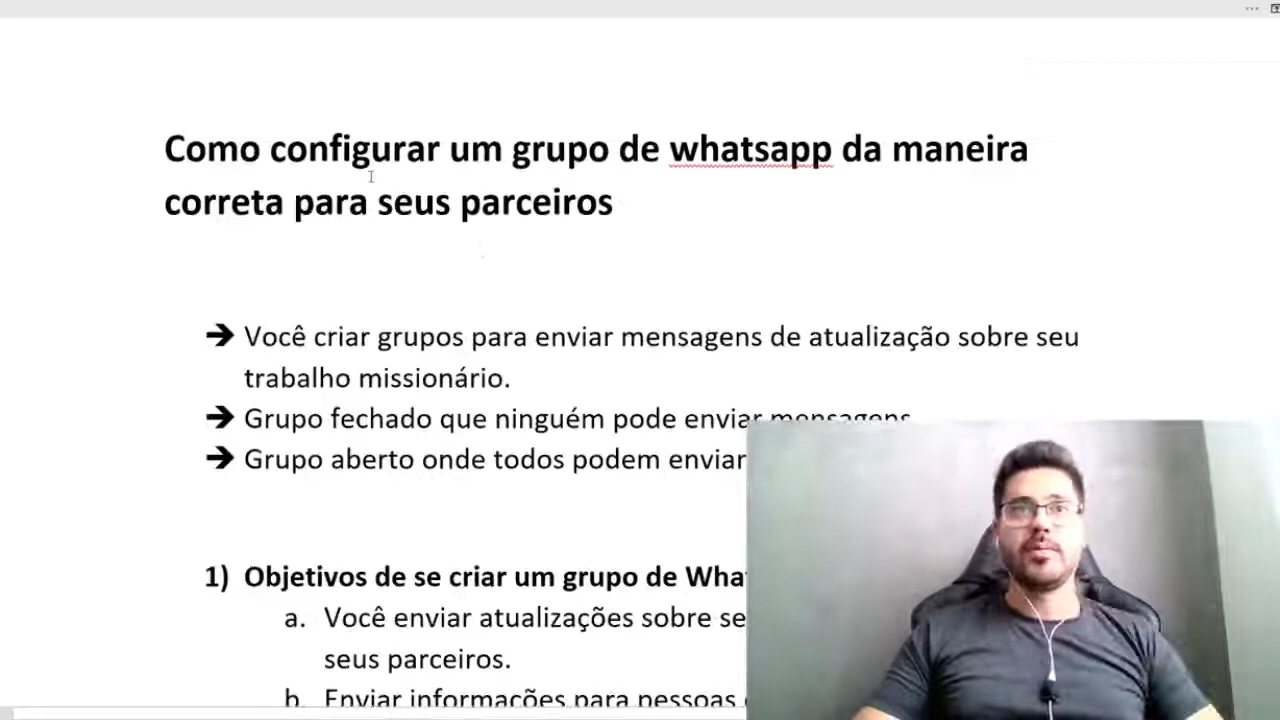 Como configurar um grupo de whatsapp da maneira
correta para seus parceiros
➔ Você criar grupos para enviar mensagens de atualização sobre seu
trabalho missionário.
➔ Grupo fechado que ninguém pode enviar mensagens
➔ Grupo aberto onde todos podem enviar
1) Objetivos de se criar um grupo de
a. Você enviar atualizações sobre
seus parceiros.
b. Enviar informações para pessoas